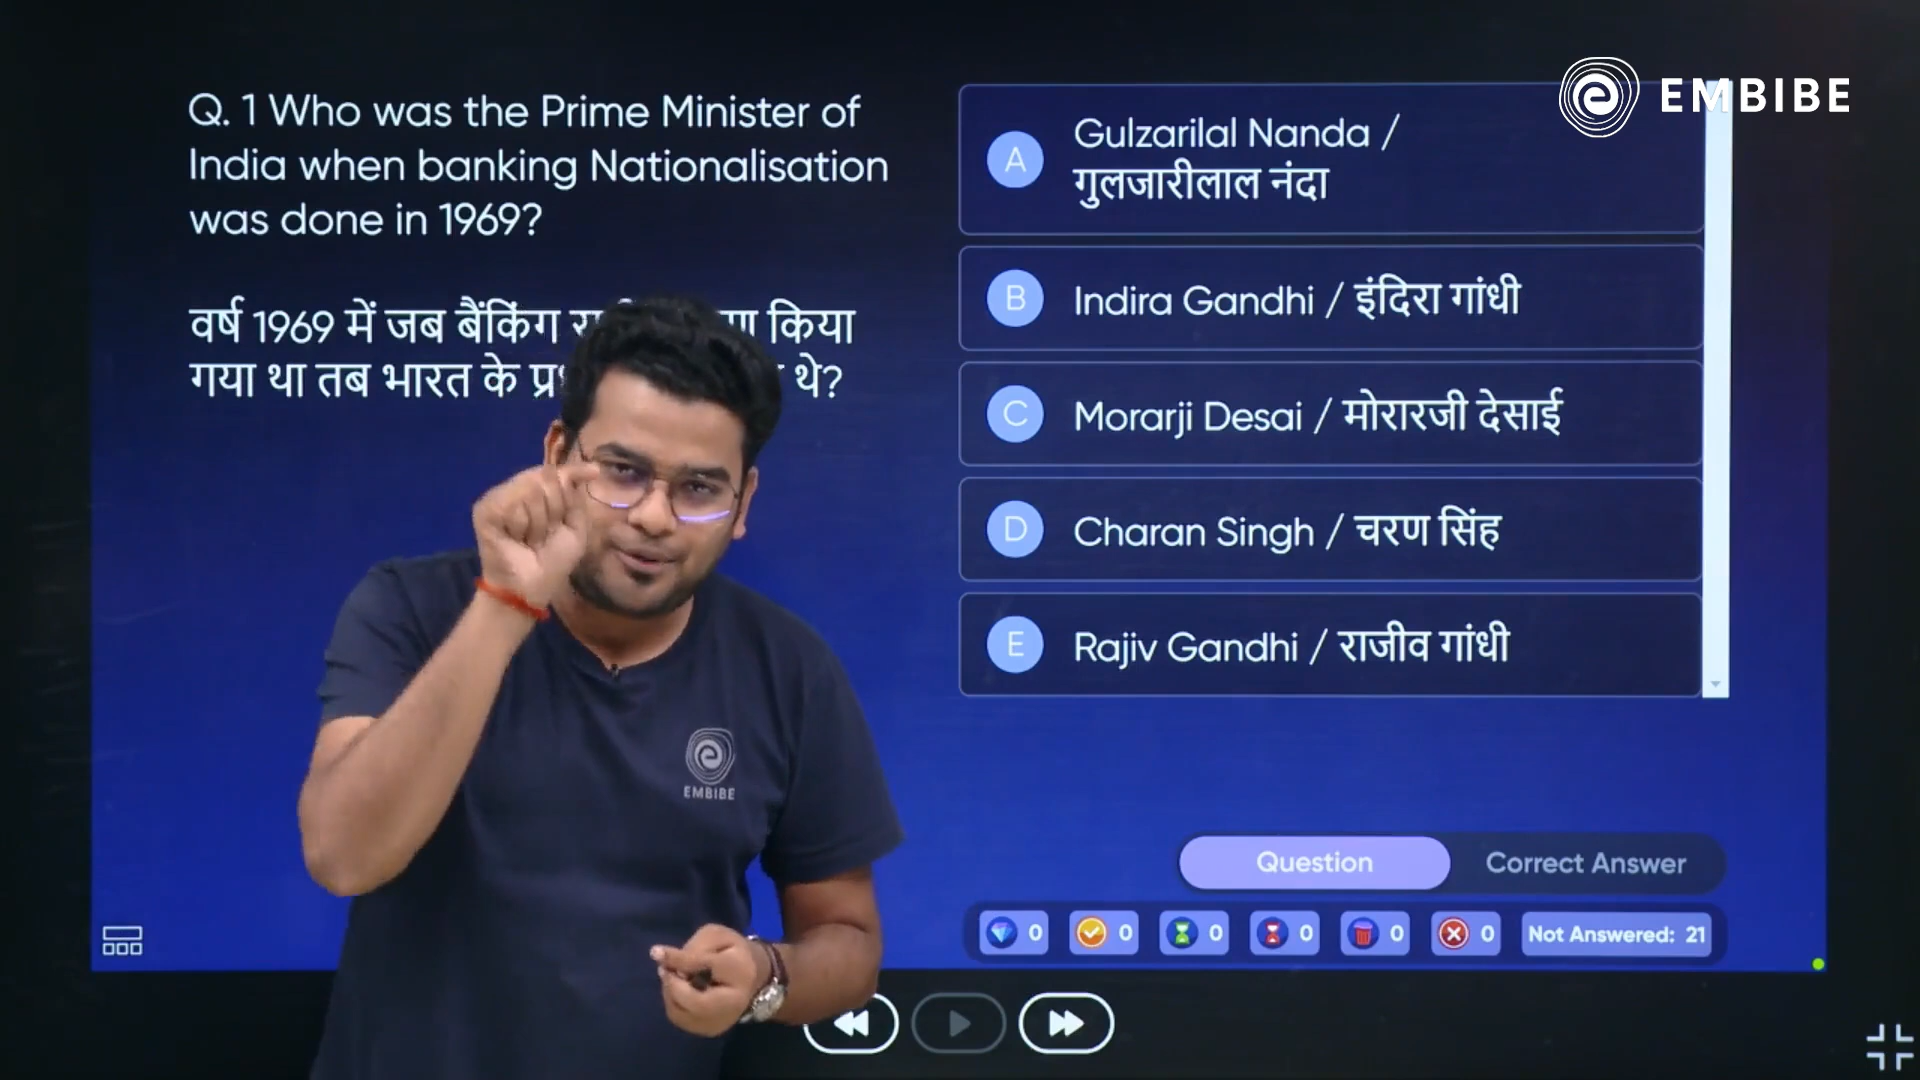 EMBIBE
Q. 1 Who was the Prime Minister of
India when banking Nationalisation
was done in 1969?
वर्ष 1969 में जब बैंकिंग किया
गया था तब भारत के थे?
A
Gulzarilal Nanda /
गुलजारीलाल नंदा
B
Indira Gandhi / इंदिरा गांधी
C
Morarji Desai / मोरारजी देसाई
D
Charan Singh / चरण सिंह
E
Rajiv Gandhi / राजीव गांधी
EMBIBE
Question
Correct Answer
0 0 0 0 0 0 Not Answered: 21